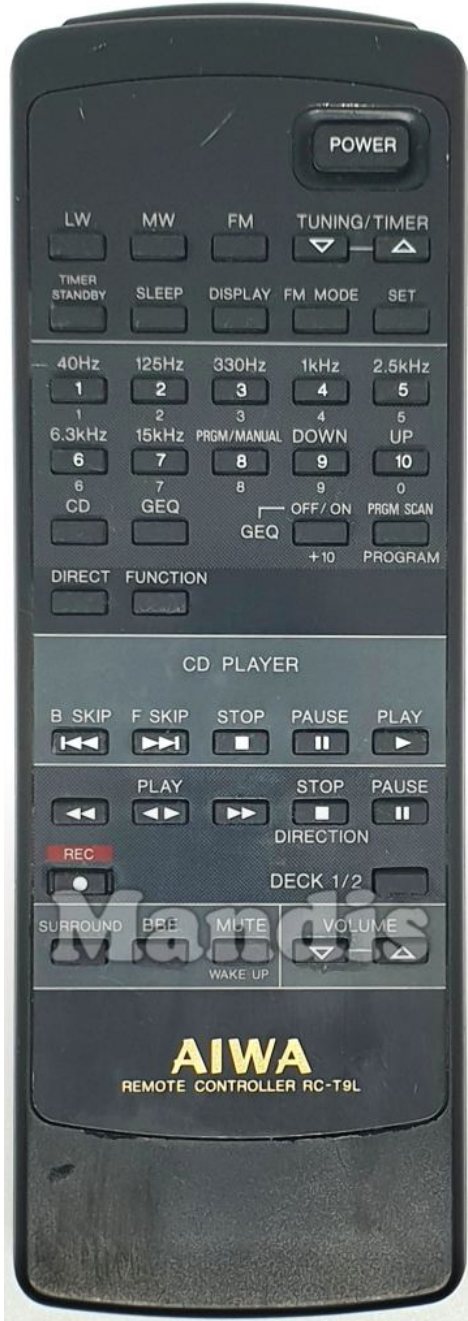 POWER
LW MW FM TUNING/TIMER
TIMER
STANDBY SLEEP DISPLAY FM MODE SET
40Hz 125Hz 330Hz 1kHz 2.5kHz
1 2 3 4 5
1 2 3 4 5
6.3kHz 15kHz PRGM/MANUAL DOWN UP
6 7 8 9 10
6 7 8 9 0
CD GEQ OFF/ON PRGM SCAN
GEQ
+10 PROGRAM
DIRECT FUNCTION
CD PLAYER
B SKIP F SKIP STOP PAUSE PLAY
PLAY STOP PAUSE
DIRECTION
REC
DECK 1/2
SURROUND BBE MUTE VOLUME
Mandis
WAKE UP
AIWA
REMOTE CONTROLLER RC-T9L